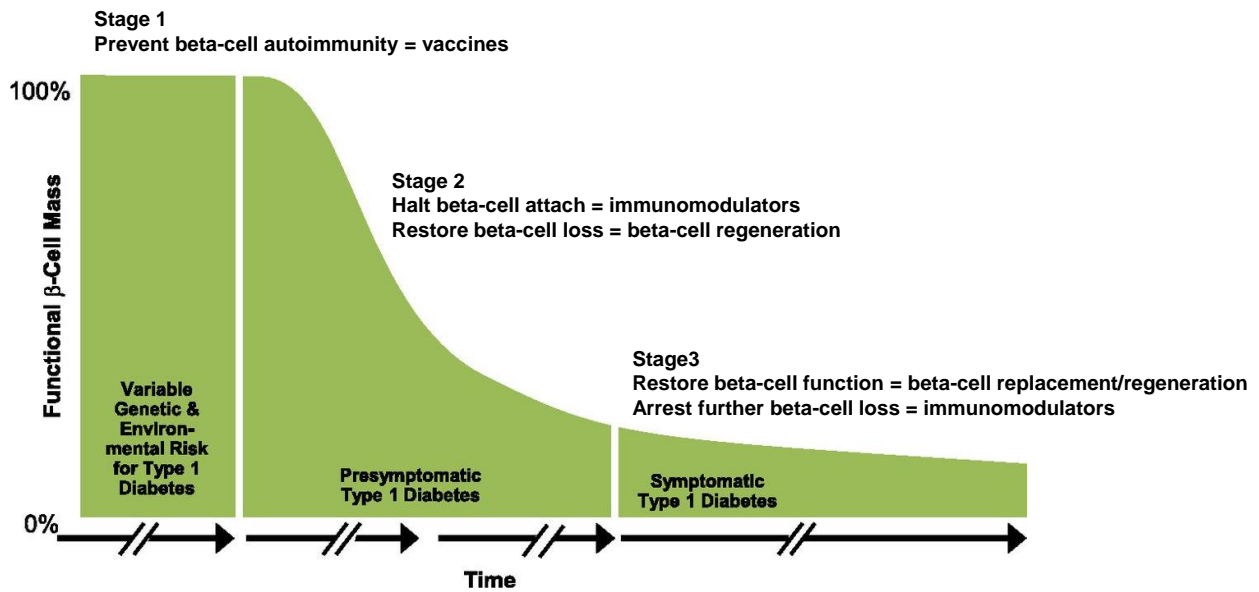 Stage 1
Prevent beta-cell autoimmunity = vaccines
100%
Functional β-Cell Mass
Stage 2
Halt beta-cell attach = immunomodulators
Restore beta-cell loss = beta-cell regeneration
Stage3
Restore beta-cell function = beta-cell replacement/regeneration
Arrest further beta-cell loss = immunomodulators
Variable
Genetic &
Environ-
mental Risk
for Type 1
Diabetes
Presymptomatic
Type 1 Diabetes
Symptomatic
Type 1 Diabetes
0%
Time